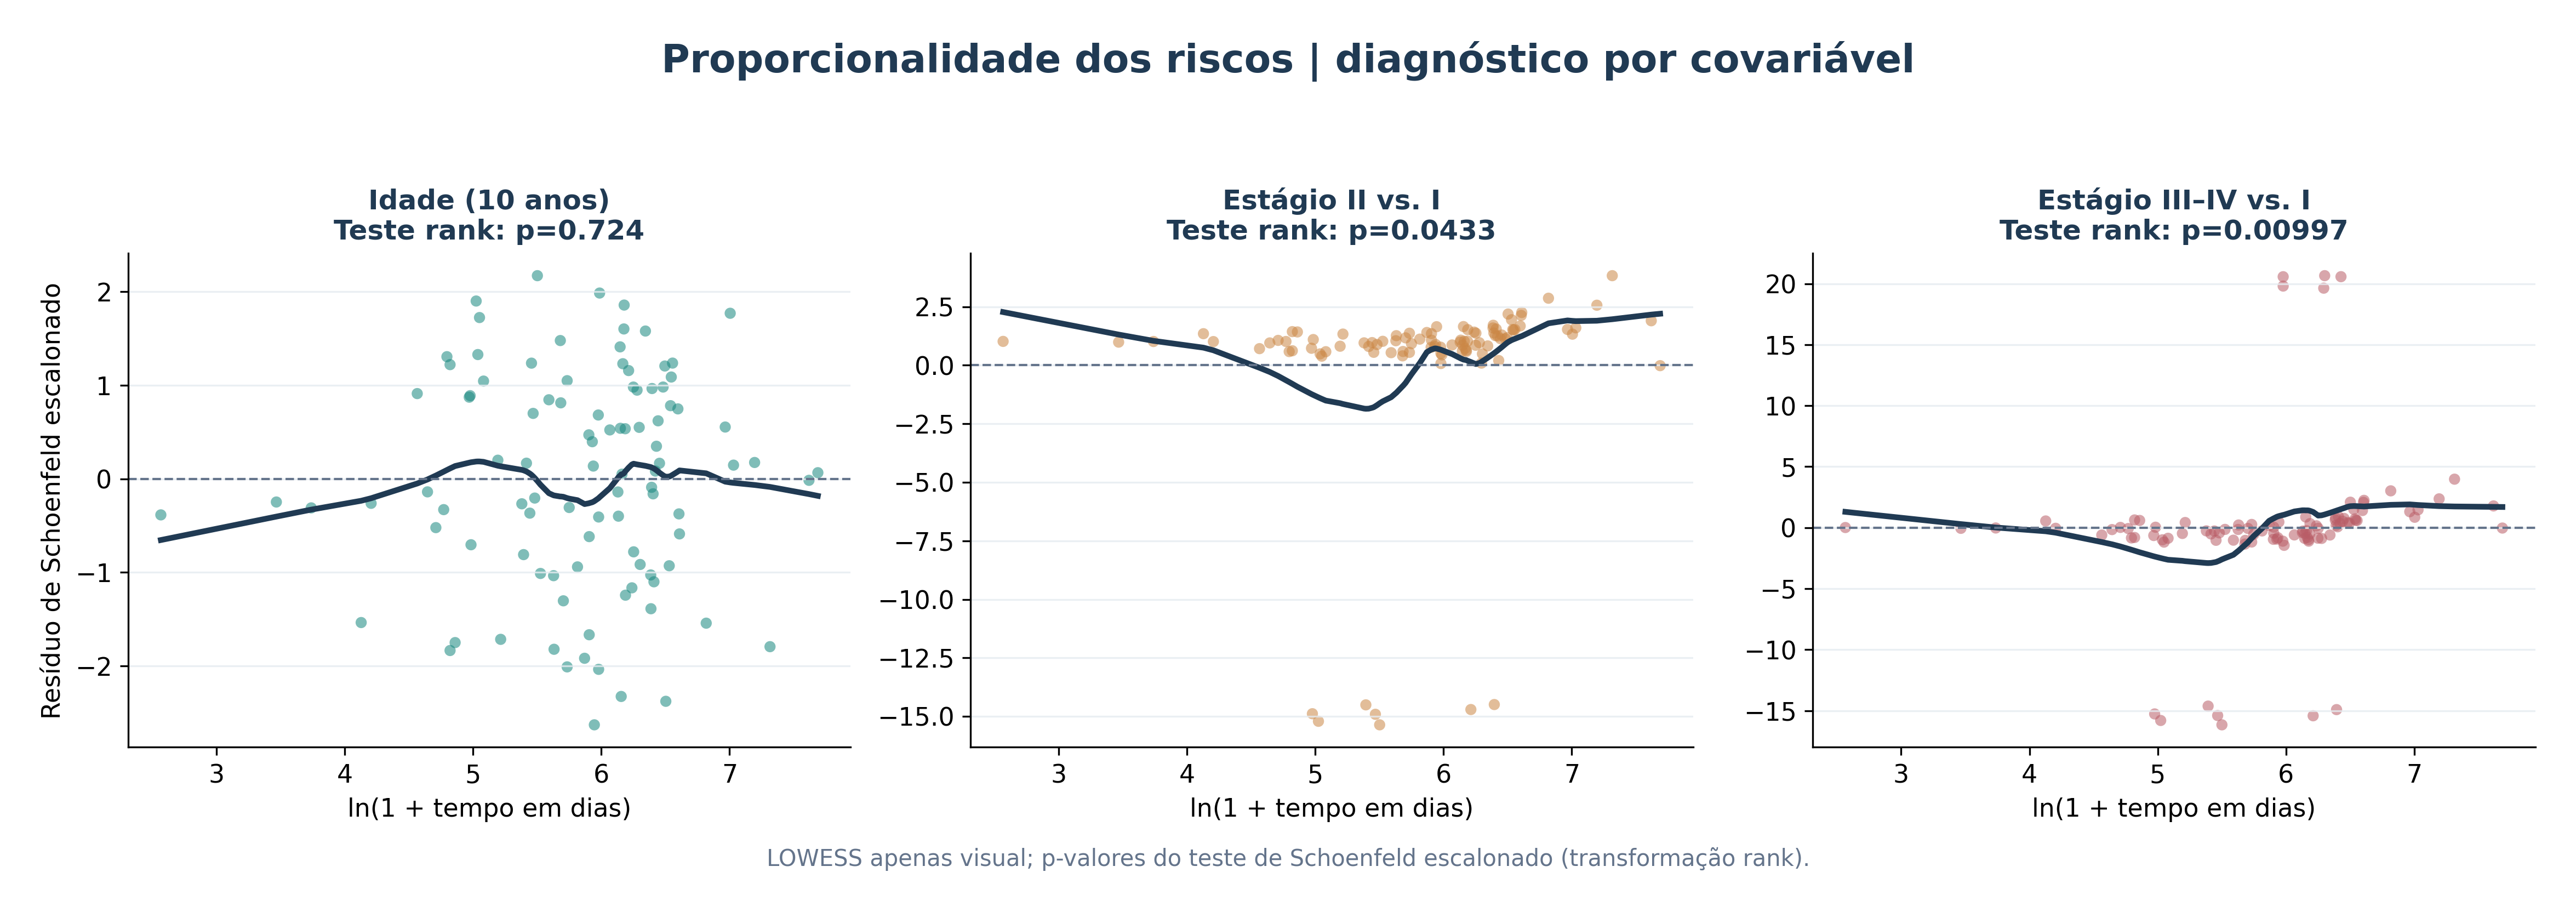 Proporcionalidade dos riscos | diagnóstico por covariável
Idade (10 anos)
Teste rank: p=0.724
Resíduo de Schoenfeld escalonado
2
1
0
−1
−2
3 4 5 6 7
ln(1 + tempo em dias)
Estágio II vs. I
Teste rank: p=0.0433
2.5
0.0
−2.5
−5.0
−7.5
−10.0
−12.5
−15.0
3 4 5 6 7
ln(1 + tempo em dias)
Estágio III–IV vs. I
Teste rank: p=0.00997
20
15
10
5
0
−5
−10
−15
3 4 5 6 7
ln(1 + tempo em dias)
LOWESS apenas visual; p-valores do teste de Schoenfeld escalonado (transformação rank).